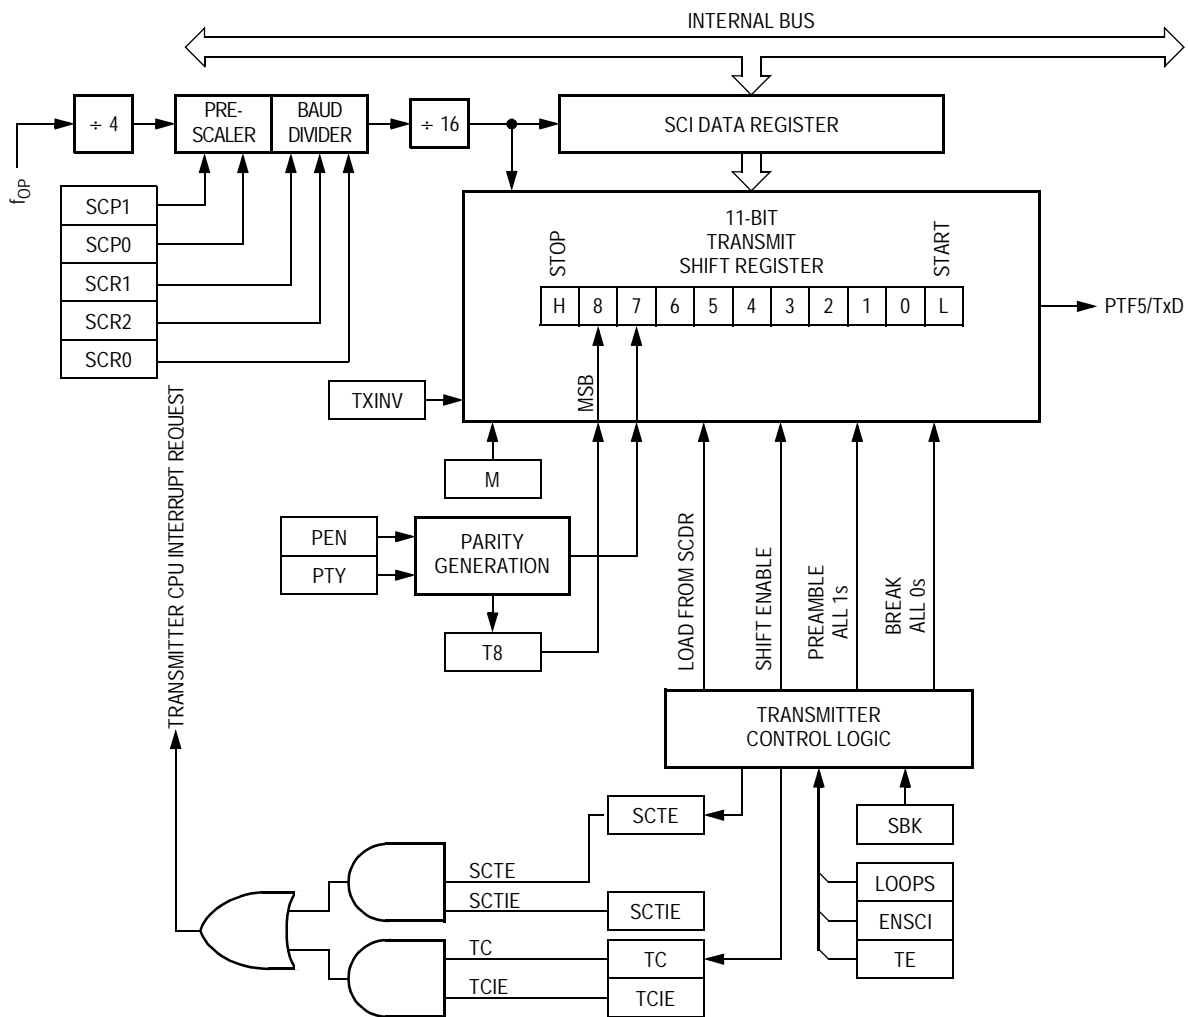 INTERNAL BUS
÷ 4
PRE-
SCALER
BAUD
DIVIDER
÷ 16
SCI DATA REGISTER
fOP
SCP1
SCP0
SCR1
SCR2
SCR0
11-BIT
TRANSMIT
SHIFT REGISTER
STOP
START
H 8 7 6 5 4 3 2 1 0 L
PTF5/TxD
TXINV
MSB
M
TRANSMITTER CPU INTERRUPT REQUEST
PEN
PTY
PARITY
GENERATION
T8
LOAD FROM SCDR
SHIFT ENABLE
PREAMBLE
ALL 1s
BREAK
ALL 0s
TRANSMITTER
CONTROL LOGIC
SCTE
SBK
SCTE
SCTIE
SCTIE
LOOPS
ENSCI
TE
TC
TC
TCIE
TCIE